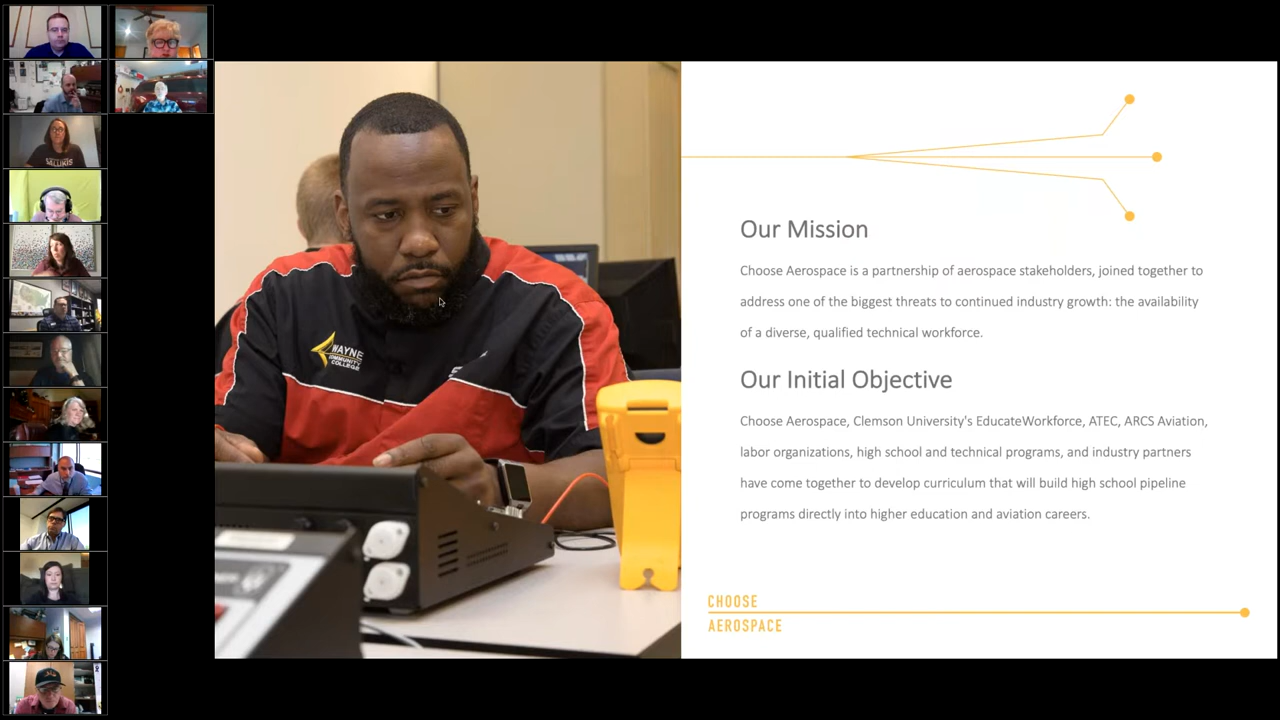 SALUKIS
WAYNE
COMMUNITY
COLLEGE
Our Mission
Choose Aerospace is a partnership of aerospace stakeholders, joined together to
address one of the biggest threats to continued industry growth: the availability
of a diverse, qualified technical workforce.
Our Initial Objective
Choose Aerospace, Clemson University's EducateWorkforce, ATEC, ARCS Aviation,
labor organizations, high school and technical programs, and industry partners
have come together to develop curriculum that will build high school pipeline
programs directly into higher education and aviation careers.
CHOOSE
AEROSPACE